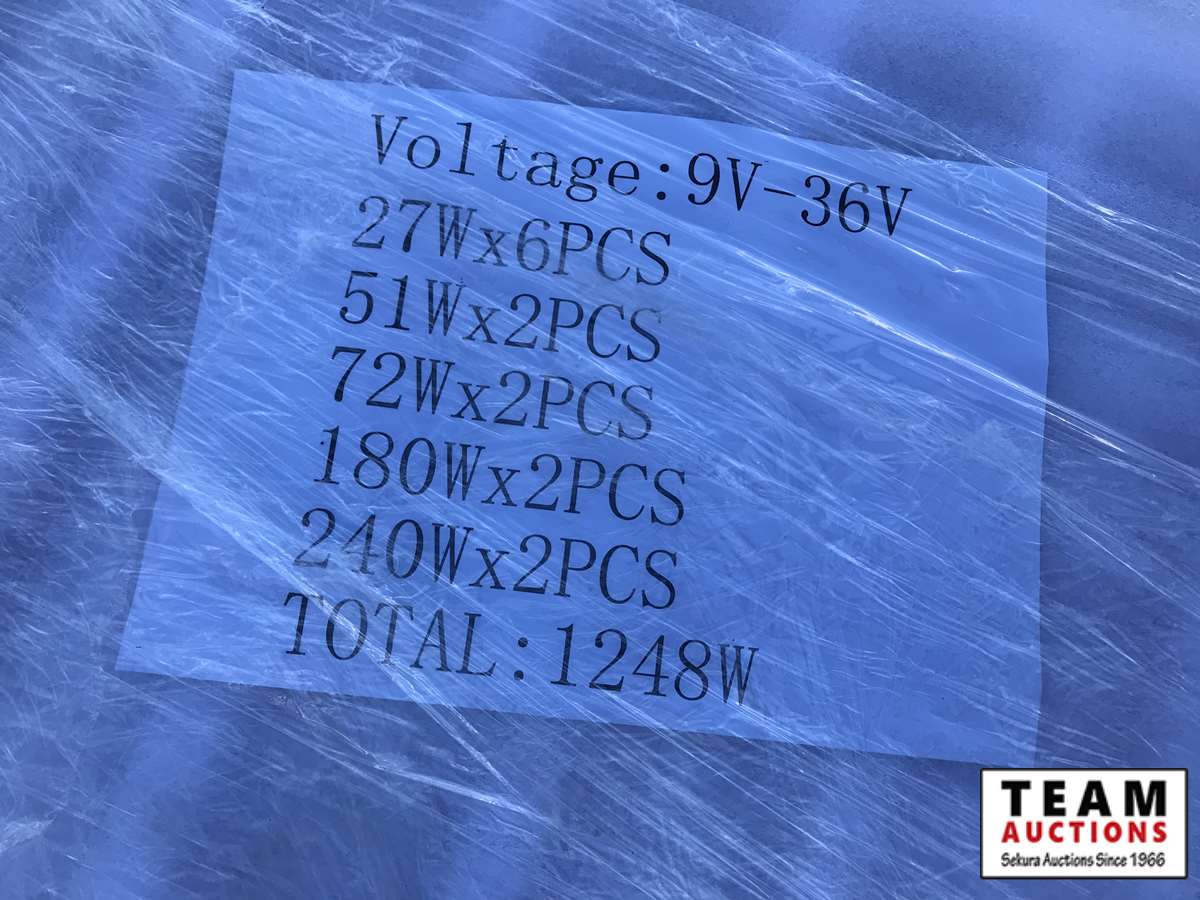 Voltage:9V-36V
27Wx6PCS
51Wx2PCS
72Wx2PCS
180Wx2PCS
240Wx2PCS
TOTAL:1248W
TEAM
AUCTIONS
Sekura Auctions Since 1966